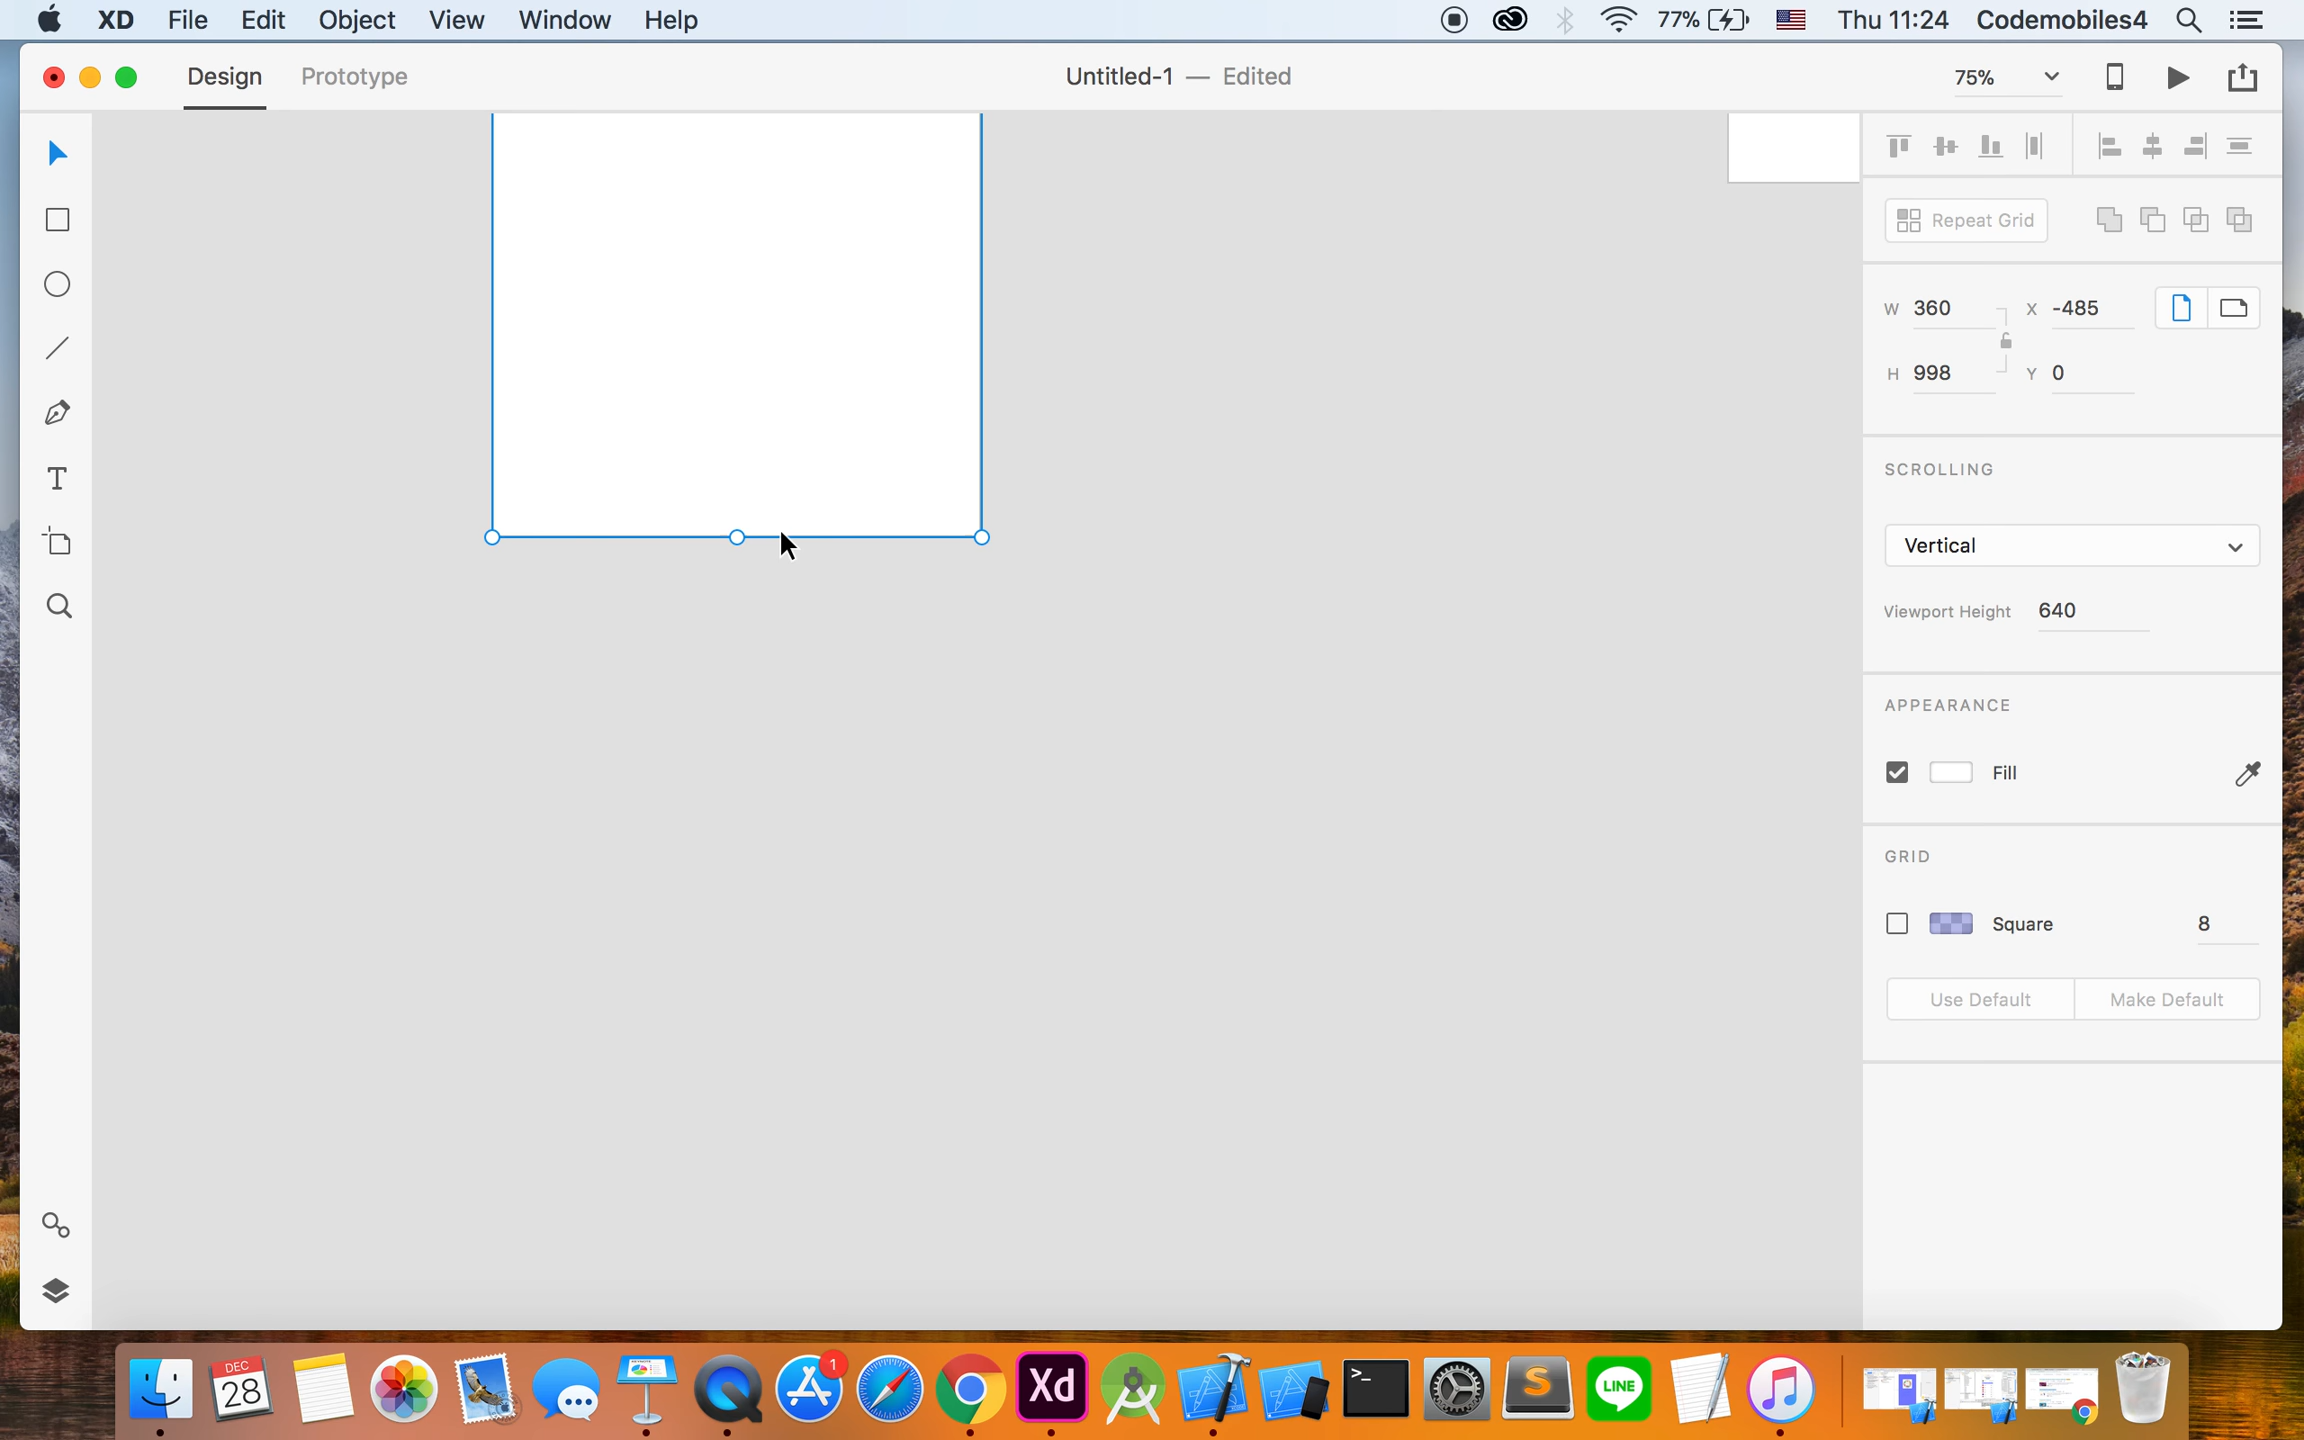 XD File Edit Object View Window Help 77% Thu 11:24 Codemobiles4
Design Prototype Untitled-1 — Edited 75%
Repeat Grid
W 360 X -485
H 998 Y 0
SCROLLING
Vertical
Viewport Height 640
APPEARANCE
Fill
GRID
Square 8
Use Default Make Default
DEC
28
1
Xd
>_
S
LINE